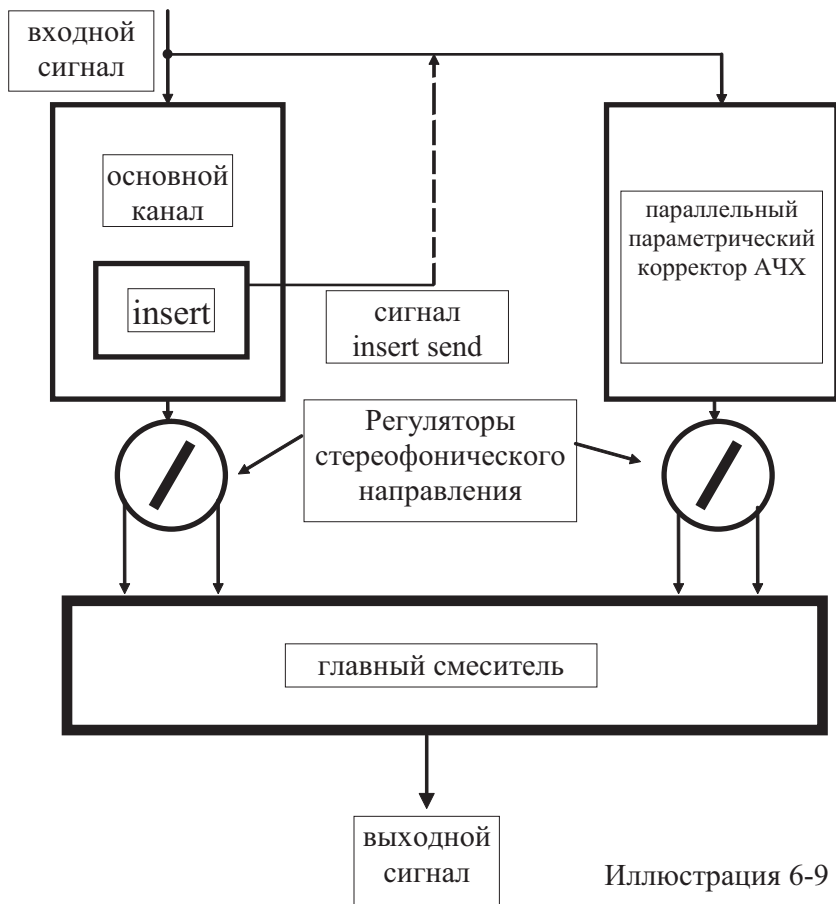 входной
сигнал
основной
канал
insert
сигнал
insert send
параллельный
параметрический
корректор АЧХ
Регуляторы
стереофонического
направления
главный смеситель
выходной
сигнал
Иллюстрация 6-9